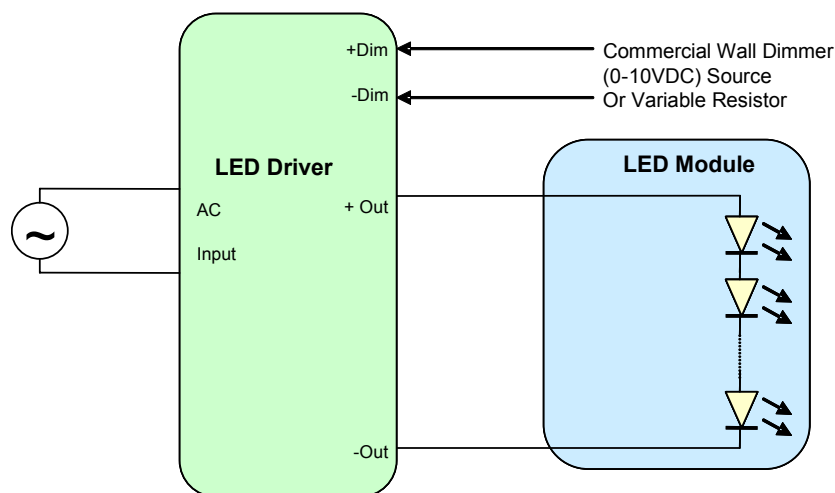 +Dim
-Dim
Commercial Wall Dimmer
(0-10VDC) Source
Or Variable Resistor
LED Driver
LED Module
AC
Input
+ Out
-Out
~